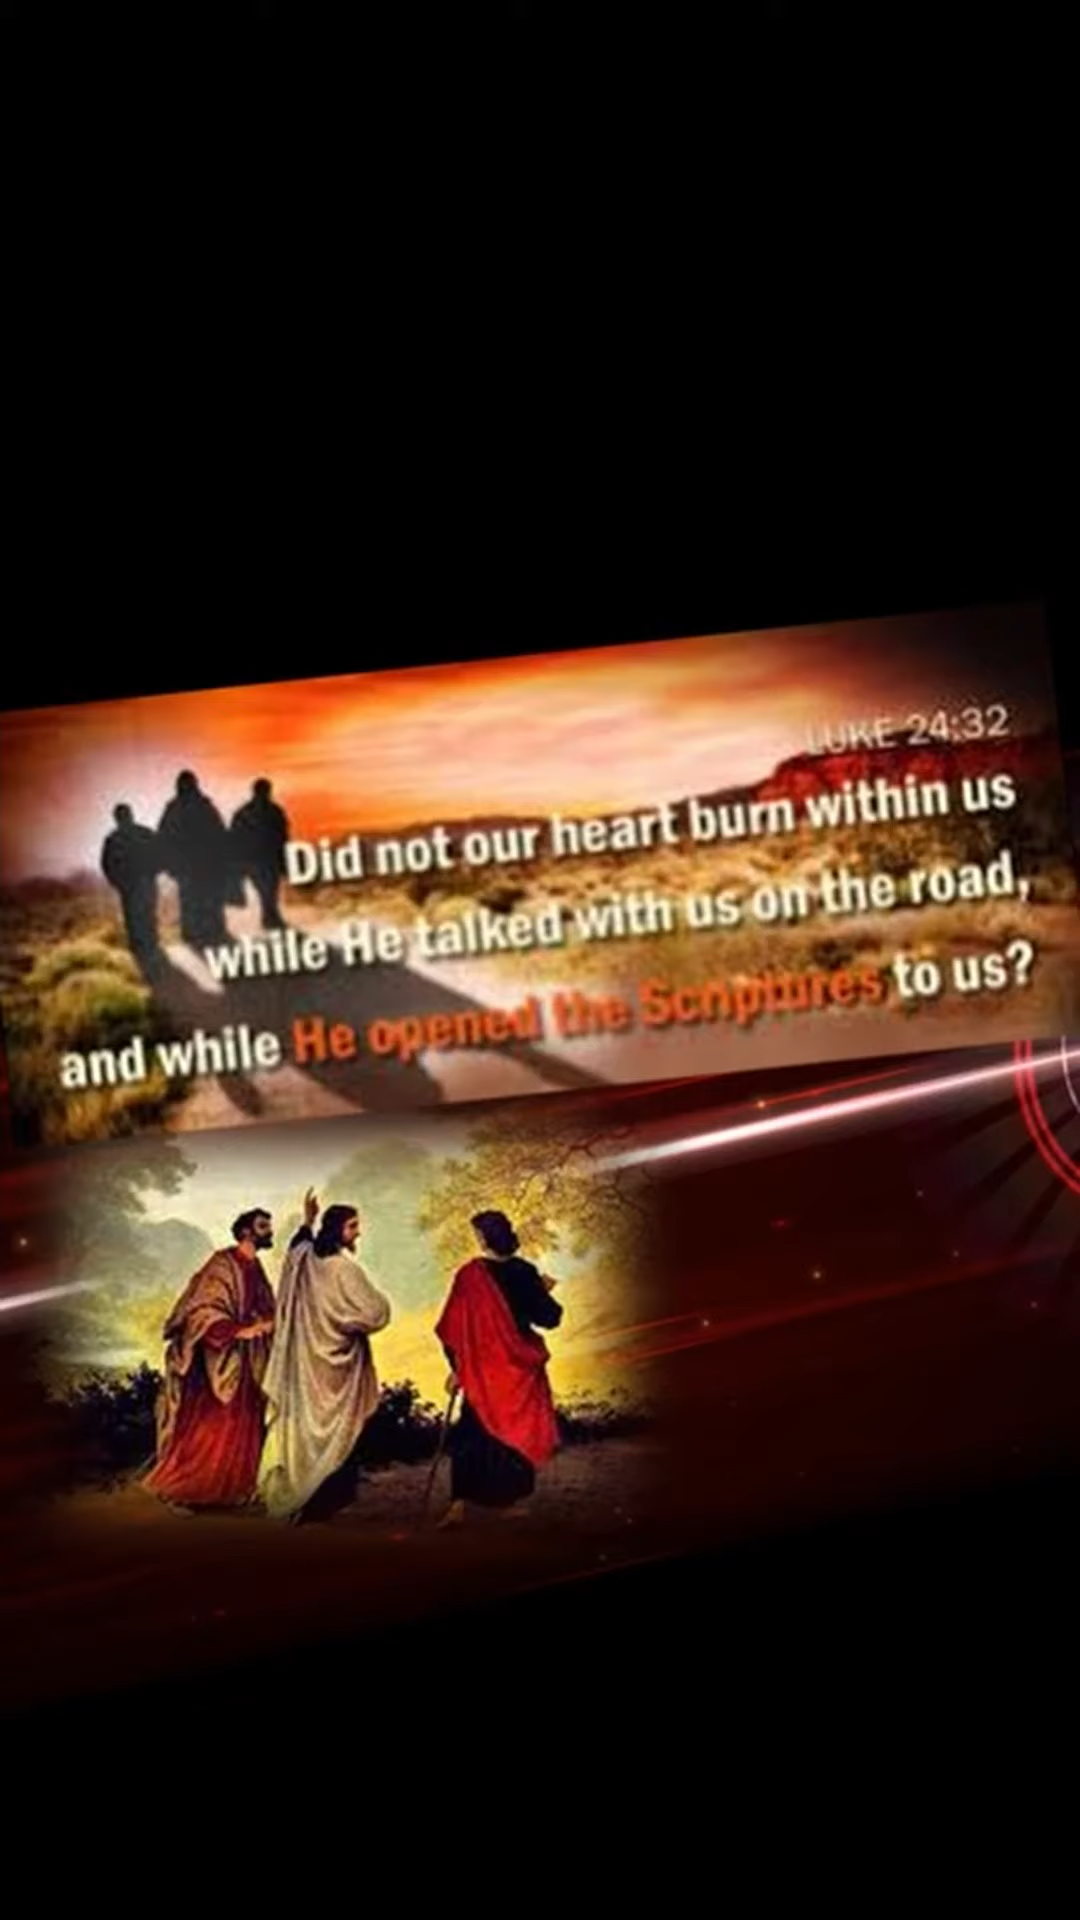 LUKE 24:32
Did not our heart burn within us
while He talked with us on the road,
and while He opened the Scriptures to us?